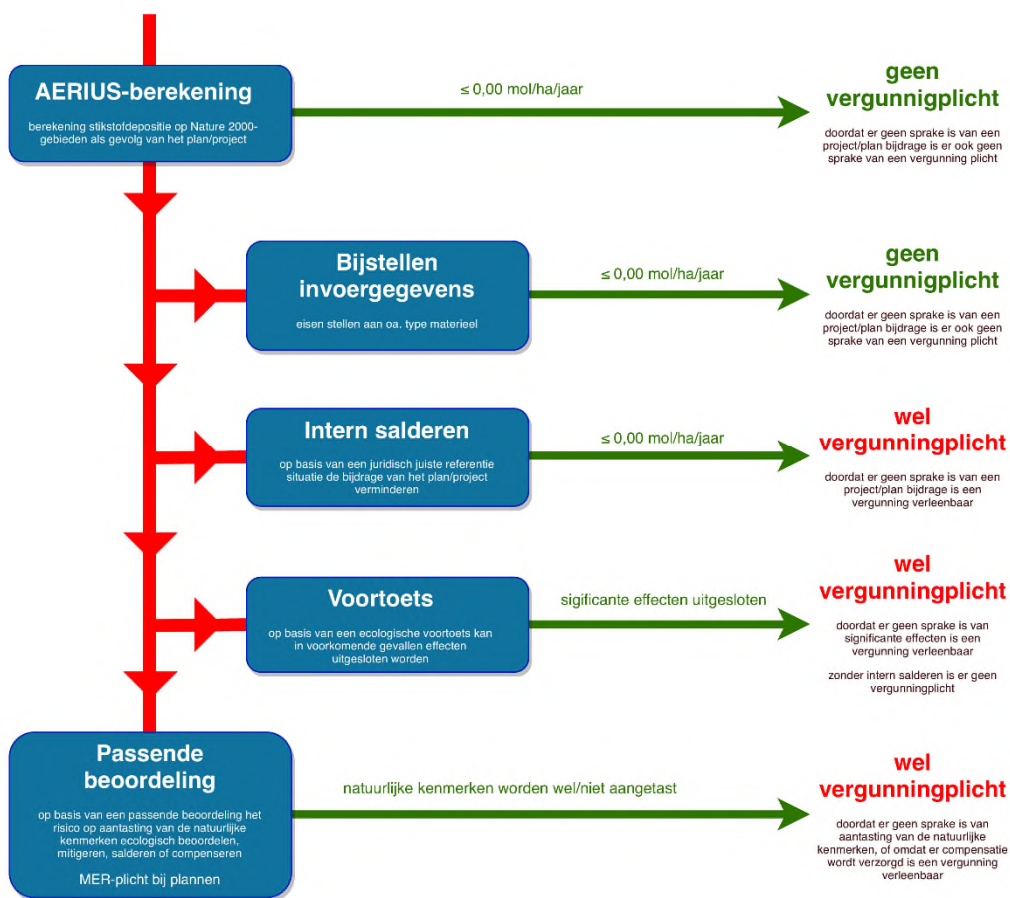 AERIUS-berekening
berekening stikstofdepositie op Nature 2000-
gebieden als gevolg van het plan/project
≤ 0,00 mol/ha/jaar
geen
vergunnigplicht
doordat er geen sprake is van een
project/plan bijdrage is er ook geen
sprake van een vergunning plicht
Bijstellen
invoergegevens
eisen stellen aan oa. type materieel
≤ 0,00 mol/ha/jaar
geen
vergunnigplicht
doordat er geen sprake is van een
project/plan bijdrage is er ook geen
sprake van een vergunning plicht
Intern salderen
op basis van een juridisch juiste referentie
situatie de bijdrage van het plan/project
verminderen
≤ 0,00 mol/ha/jaar
wel
vergunningplicht
doordat er geen sprake is van een
project/plan bijdrage is een
vergunning verleenbaar
Voortoets
op basis van een ecologische voortoets kan
in voorkomende gevallen effecten
uitgesloten worden
sigificante effecten uitgesloten
wel
vergunningplicht
doordat er geen sprake is van
significante effecten is een
vergunning verleenbaar
zonder intern salderen is er geen
vergunningplicht
Passende
beoordeling
op basis van een passende beoordeling het
risico op aantasting van de natuurlijke
kenmerken ecologisch beoordelen,
mitigeren, salderen of compenseren
MER-plicht bij plannen
natuurlijke kenmerken worden wel/niet aangetast
wel
vergunningplicht
doordat er geen sprake is van
aantasting van de natuurlijke
kenmerken, of omdat er compensatie
wordt verzorgd is een vergunning
verleenbaar